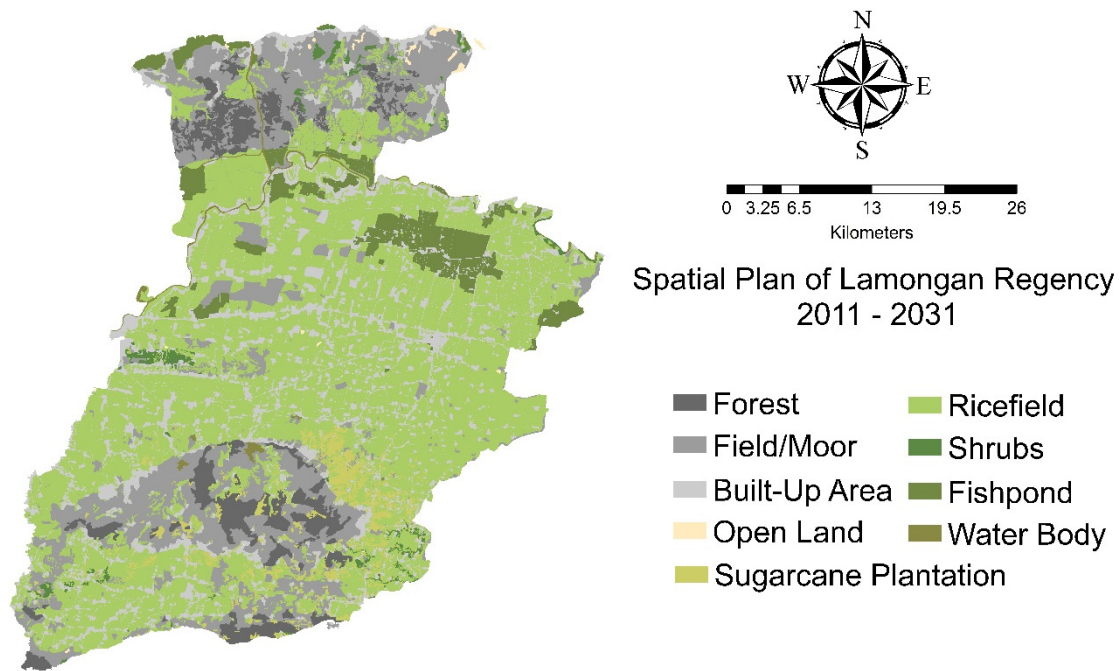 N
W E
S
0 3.25 6.5 13 19.5 26
Kilometers
Spatial Plan of Lamongan Regency
2011 - 2031
Forest
Field/Moor
Built-Up Area
Open Land
Sugarcane Plantation
Ricefield
Shrubs
Fishpond
Water Body